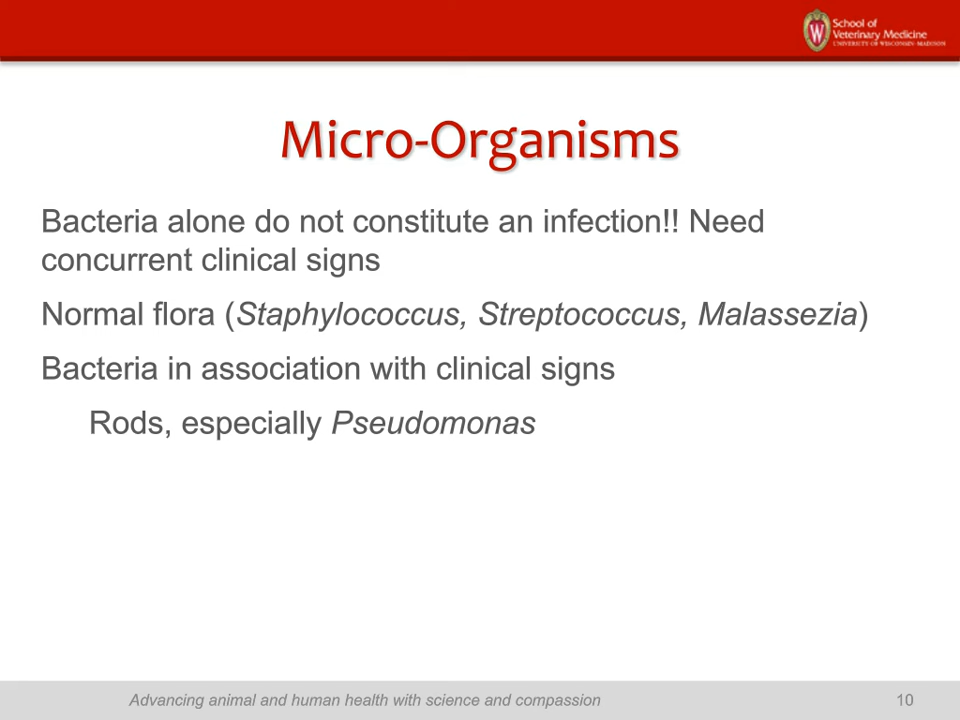 School of
Veterinary Medicine
UNIVERSITY OF WISCONSIN-MADISON
Micro-Organisms
Bacteria alone do not constitute an infection!! Need
concurrent clinical signs
Normal flora (Staphylococcus, Streptococcus, Malassezia)
Bacteria in association with clinical signs
Rods, especially Pseudomonas
Advancing animal and human health with science and compassion
10